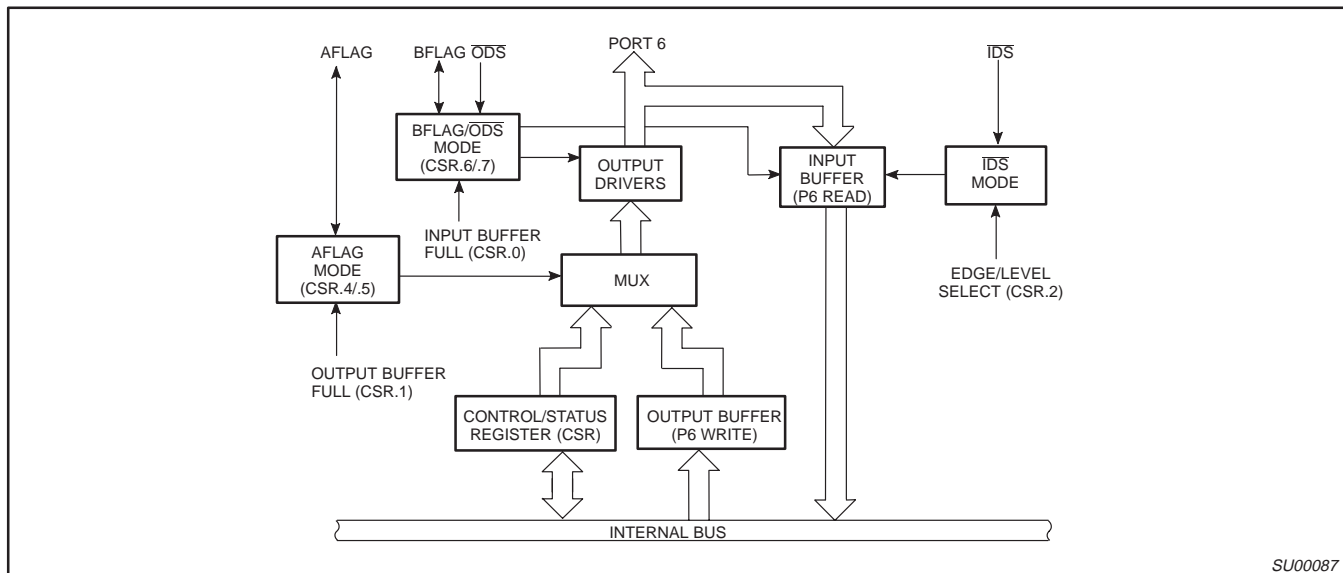 AFLAG
BFLAG ODS
PORT 6
IDS
BFLAG/ODS
MODE
(CSR.6/.7)
OUTPUT
DRIVERS
INPUT
BUFFER
(P6 READ)
IDS
MODE
INPUT BUFFER
FULL (CSR.0)
AFLAG
MODE
(CSR.4/.5)
MUX
EDGE/LEVEL
SELECT (CSR.2)
OUTPUT BUFFER
FULL (CSR.1)
CONTROL/STATUS
REGISTER (CSR)
OUTPUT BUFFER
(P6 WRITE)
INTERNAL BUS
SU00087